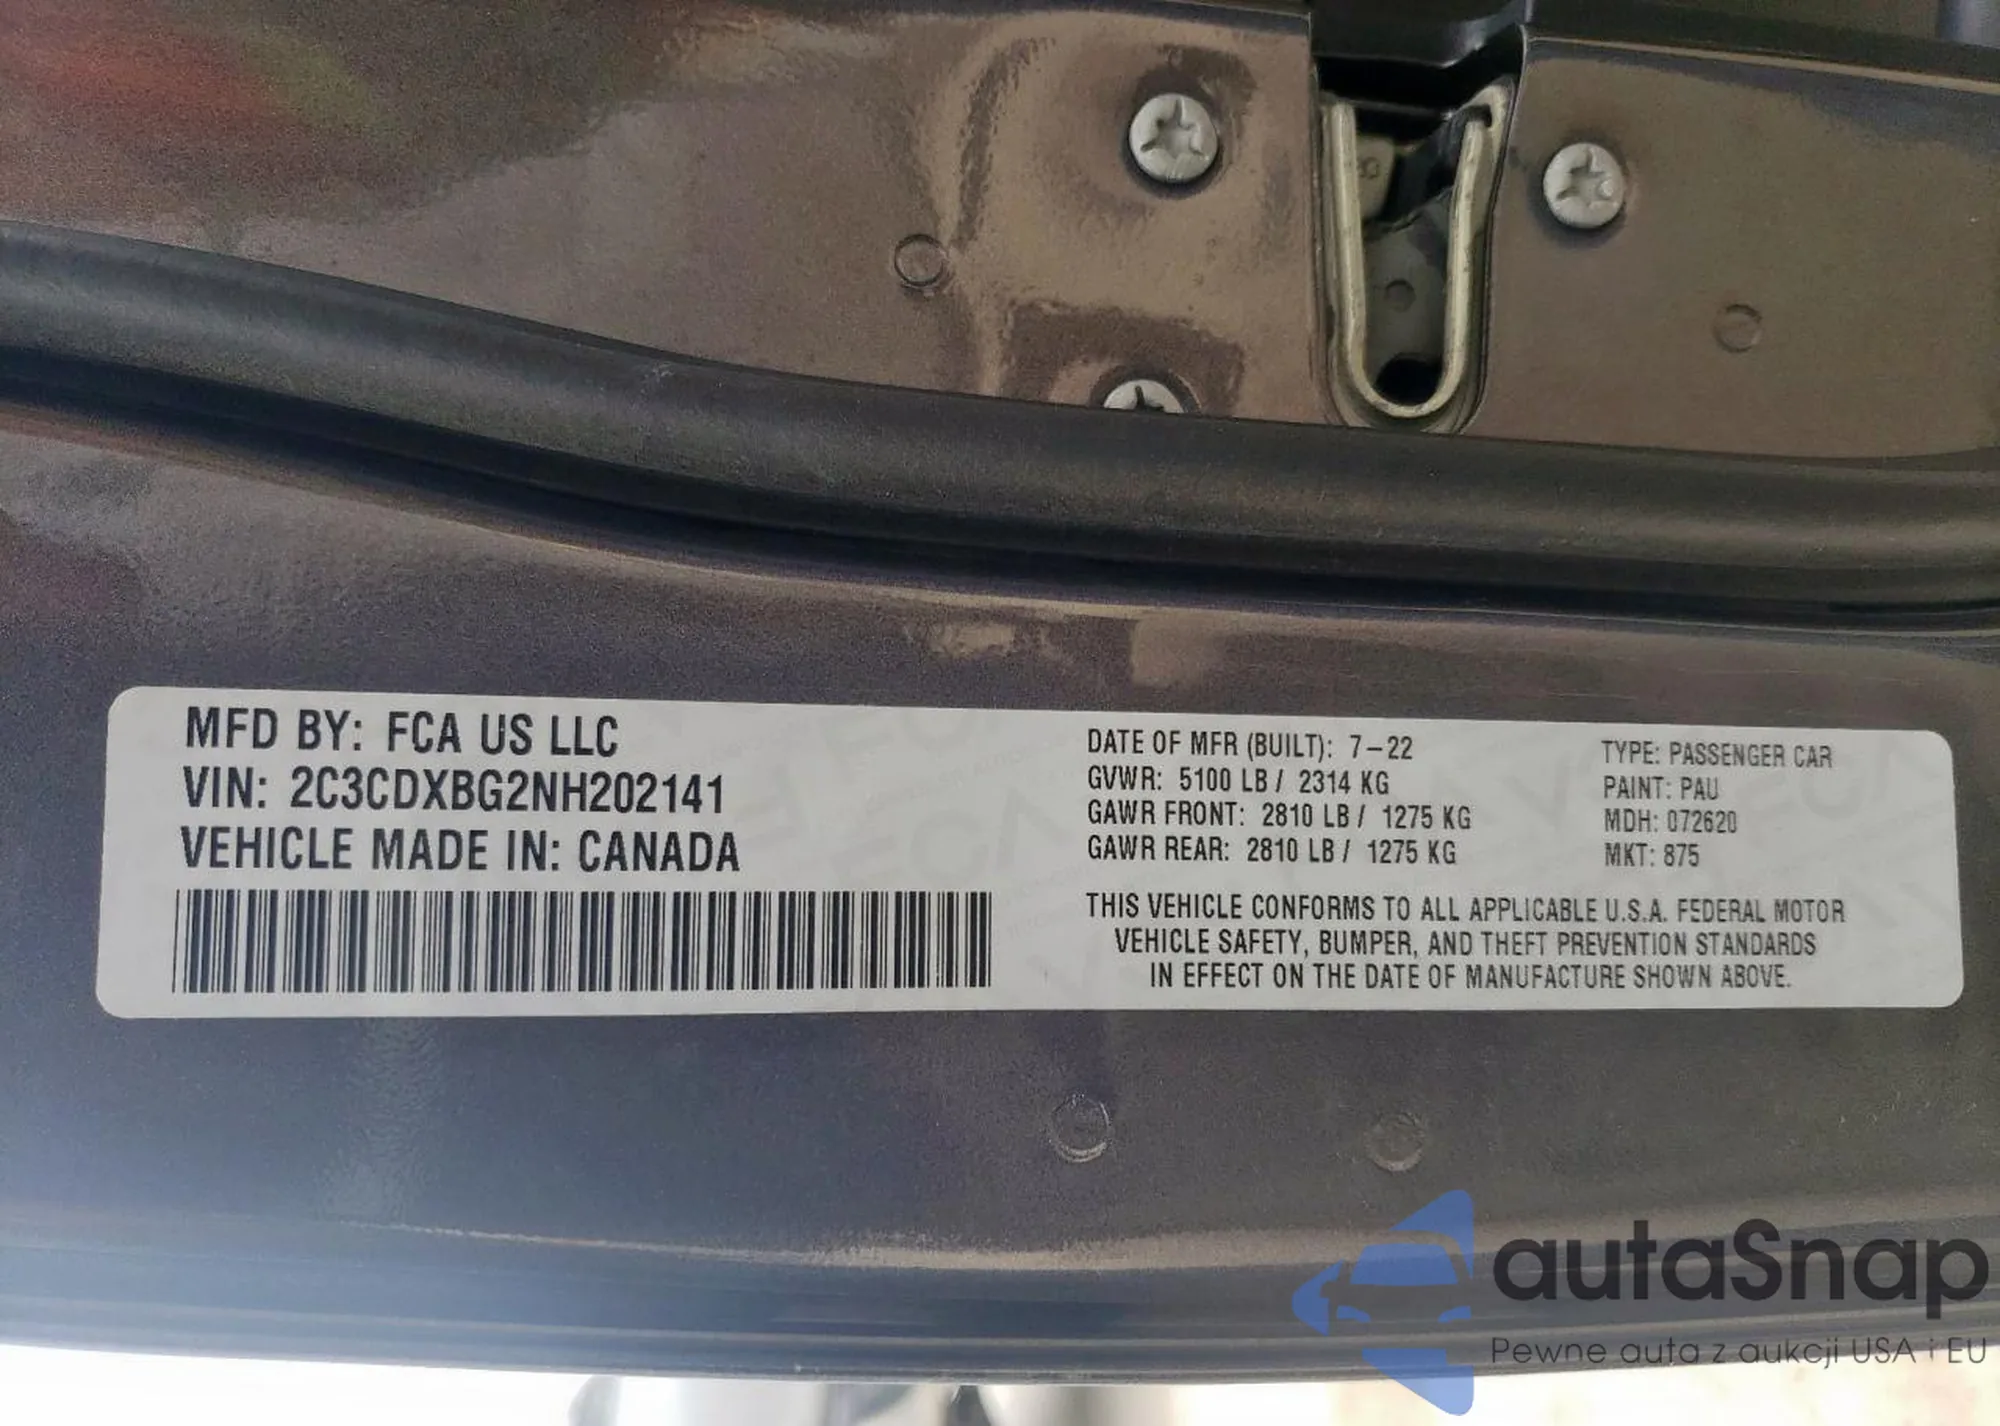 MFD BY: FCA US LLC
VIN: 2C3CDXBG2NH202141
VEHICLE MADE IN: CANADA
DATE OF MFR (BUILT): 7-22
GVWR: 5100 LB / 2314 KG
GAWR FRONT: 2810 LB / 1275 KG
GAWR REAR: 2810 LB / 1275 KG
TYPE: PASSENGER CAR
PAINT: PAU
MDH: 072620
MKT: 875
THIS VEHICLE CONFORMS TO ALL APPLICABLE U.S.A. FEDERAL MOTOR
VEHICLE SAFETY, BUMPER, AND THEFT PREVENTION STANDARDS
IN EFFECT ON THE DATE OF MANUFACTURE SHOWN ABOVE.
autaSnap
Pewne auta z aukcji USA i EU